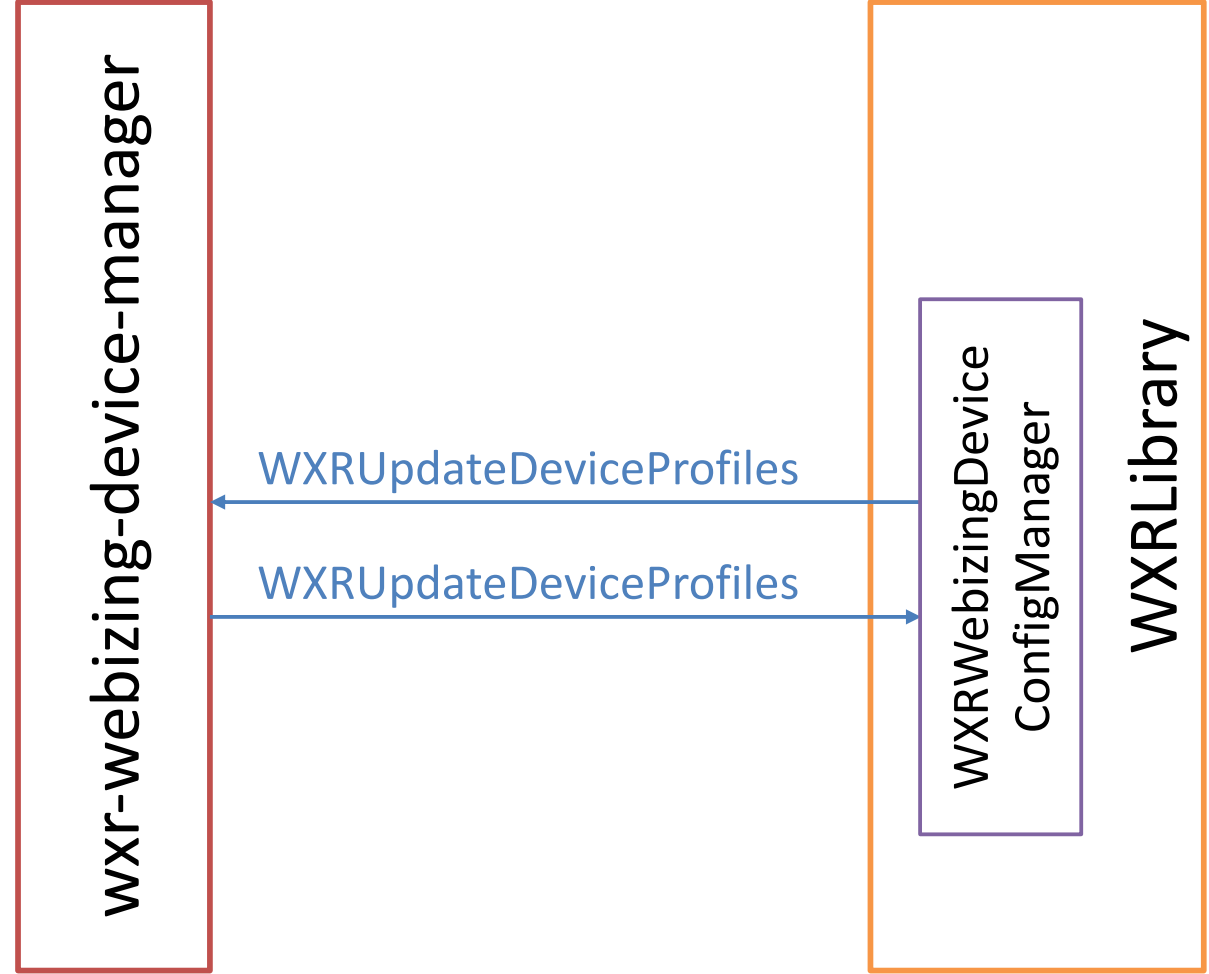 wxr-webizing-device-manager
WXRUpdateDeviceProfiles
WXRUpdateDeviceProfiles
WXRWebizingDevice
ConfigManager
WXRLibrary